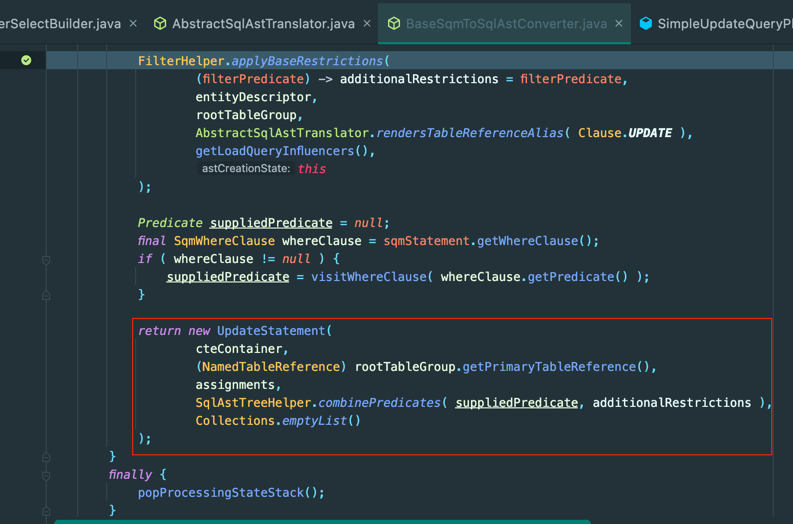 erSelectBuilder.java × AbstractSqlAstTranslator.java × BaseSqmToSqlAstConverter.java × SimpleUpdateQueryPl
FilterHelper.applyBaseRestrictions(
(filterPredicate) -> additionalRestrictions = filterPredicate,
entityDescriptor,
rootTableGroup,
AbstractSqlAstTranslator.rendersTableReferenceAlias( Clause.UPDATE ),
getLoadQueryInfluencers(),
astCreationState: this
);
Predicate suppliedPredicate = null;
final SqmWhereClause whereClause = sqmStatement.getWhereClause();
if ( whereClause != null ) {
suppliedPredicate = visitWhereClause( whereClause.getPredicate() );
}
return new UpdateStatement(
cteContainer,
(NamedTableReference) rootTableGroup.getPrimaryTableReference(),
assignments,
SqlAstTreeHelper.combinePredicates( suppliedPredicate, additionalRestrictions ),
Collections.emptyList()
);
}
finally {
popProcessingStateStack();
}